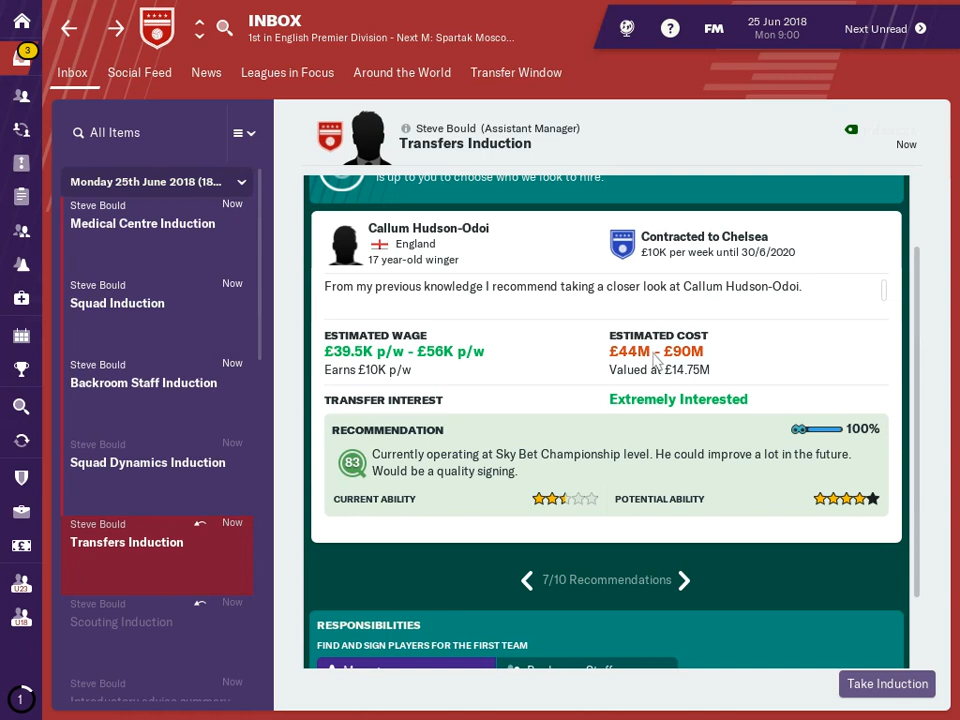 INBOX
1st in English Premier Division - Next M: Spartak Mosco...
FM
25 Jun 2018
Mon 9:00
Next Unread
3
Inbox
Social Feed
News
Leagues in Focus
Around the World
Transfer Window
All Items
Monday 25th June 2018 (18...
Steve Bould
Now
Medical Centre Induction
Steve Bould
Now
Squad Induction
Steve Bould
Now
Backroom Staff Induction
Steve Bould
Now
Squad Dynamics Induction
Steve Bould
Now
Transfers Induction
Steve Bould
Now
Scouting Induction
Steve Bould
Now
Introductory advice summary
U23
U18
1
Steve Bould (Assistant Manager)
Transfers Induction
Now
is up to you to choose who we look to hire.
Callum Hudson-Odoi
England
17 year-old winger
Contracted to Chelsea
£10K per week until 30/6/2020
From my previous knowledge I recommend taking a closer look at Callum Hudson-Odoi.
ESTIMATED WAGE
£39.5K p/w - £56K p/w
Earns £10K p/w
ESTIMATED COST
£44M - £90M
Valued at £14.75M
TRANSFER INTEREST
Extremely Interested
RECOMMENDATION
100%
83
Currently operating at Sky Bet Championship level. He could improve a lot in the future.
Would be a quality signing.
CURRENT ABILITY
POTENTIAL ABILITY
7/10 Recommendations
RESPONSIBILITIES
FIND AND SIGN PLAYERS FOR THE FIRST TEAM
Take Induction